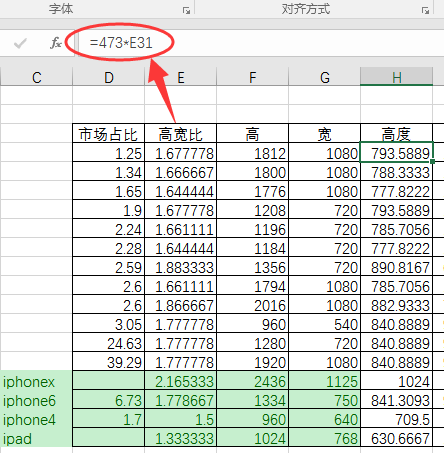 字体 对齐方式
fx =473*E31
C D E F G H
市场占比 高宽比 高 宽 高度
1.25 1.677778 1812 1080 793.5889
1.34 1.666667 1800 1080 788.3333
1.65 1.644444 1776 1080 777.8222
1.9 1.677778 1208 720 793.5889
2.24 1.661111 1196 720 785.7056
2.28 1.644444 1184 720 777.8222
2.59 1.883333 1356 720 890.8167
2.6 1.661111 1794 1080 785.7056
2.6 1.866667 2016 1080 882.9333
3.05 1.777778 960 540 840.8889
24.63 1.777778 1280 720 840.8889
39.29 1.777778 1920 1080 840.8889
iphonex 2.165333 2436 1125 1024
iphone6 6.73 1.778667 1334 750 841.3093
iphone4 1.7 1.5 960 640 709.5
ipad 1.333333 1024 768 630.6667